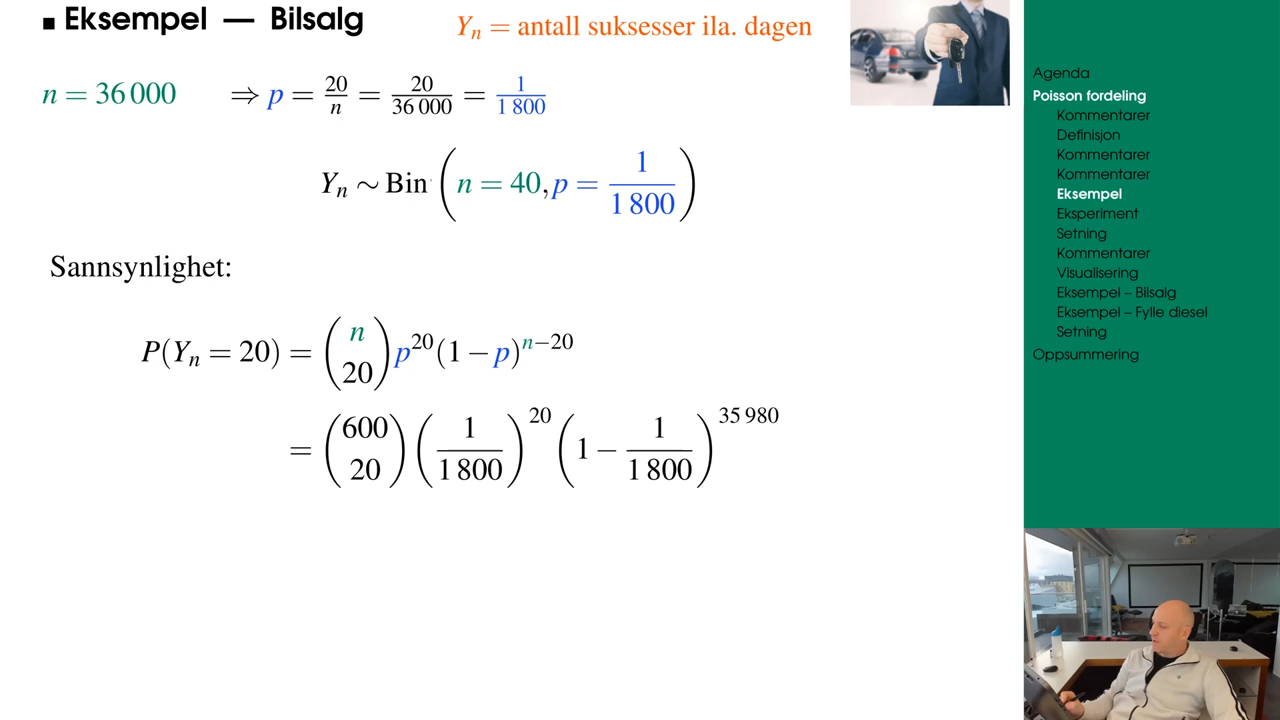 ▪ Eksempel — Bilsalg
Yₙ = antall suksesser ila. dagen
n = 36 000 ⇒ p = 20/n = 20/36 000 = 1/1 800
Yₙ ∼ Bin (n = 40, p = 1/1 800)
Sannsynlighet:
P(Yₙ = 20) = (n 20) p^20 (1 − p)^(n−20)
= (600 20) (1/1 800)^20 (1 − 1/1 800)^35 980
Agenda
Poisson fordeling
Kommentarer
Definisjon
Kommentarer
Kommentarer
Eksempel
Eksperiment
Setning
Kommentarer
Visualisering
Eksempel – Bilsalg
Eksempel – Fylle diesel
Setning
Oppsummering